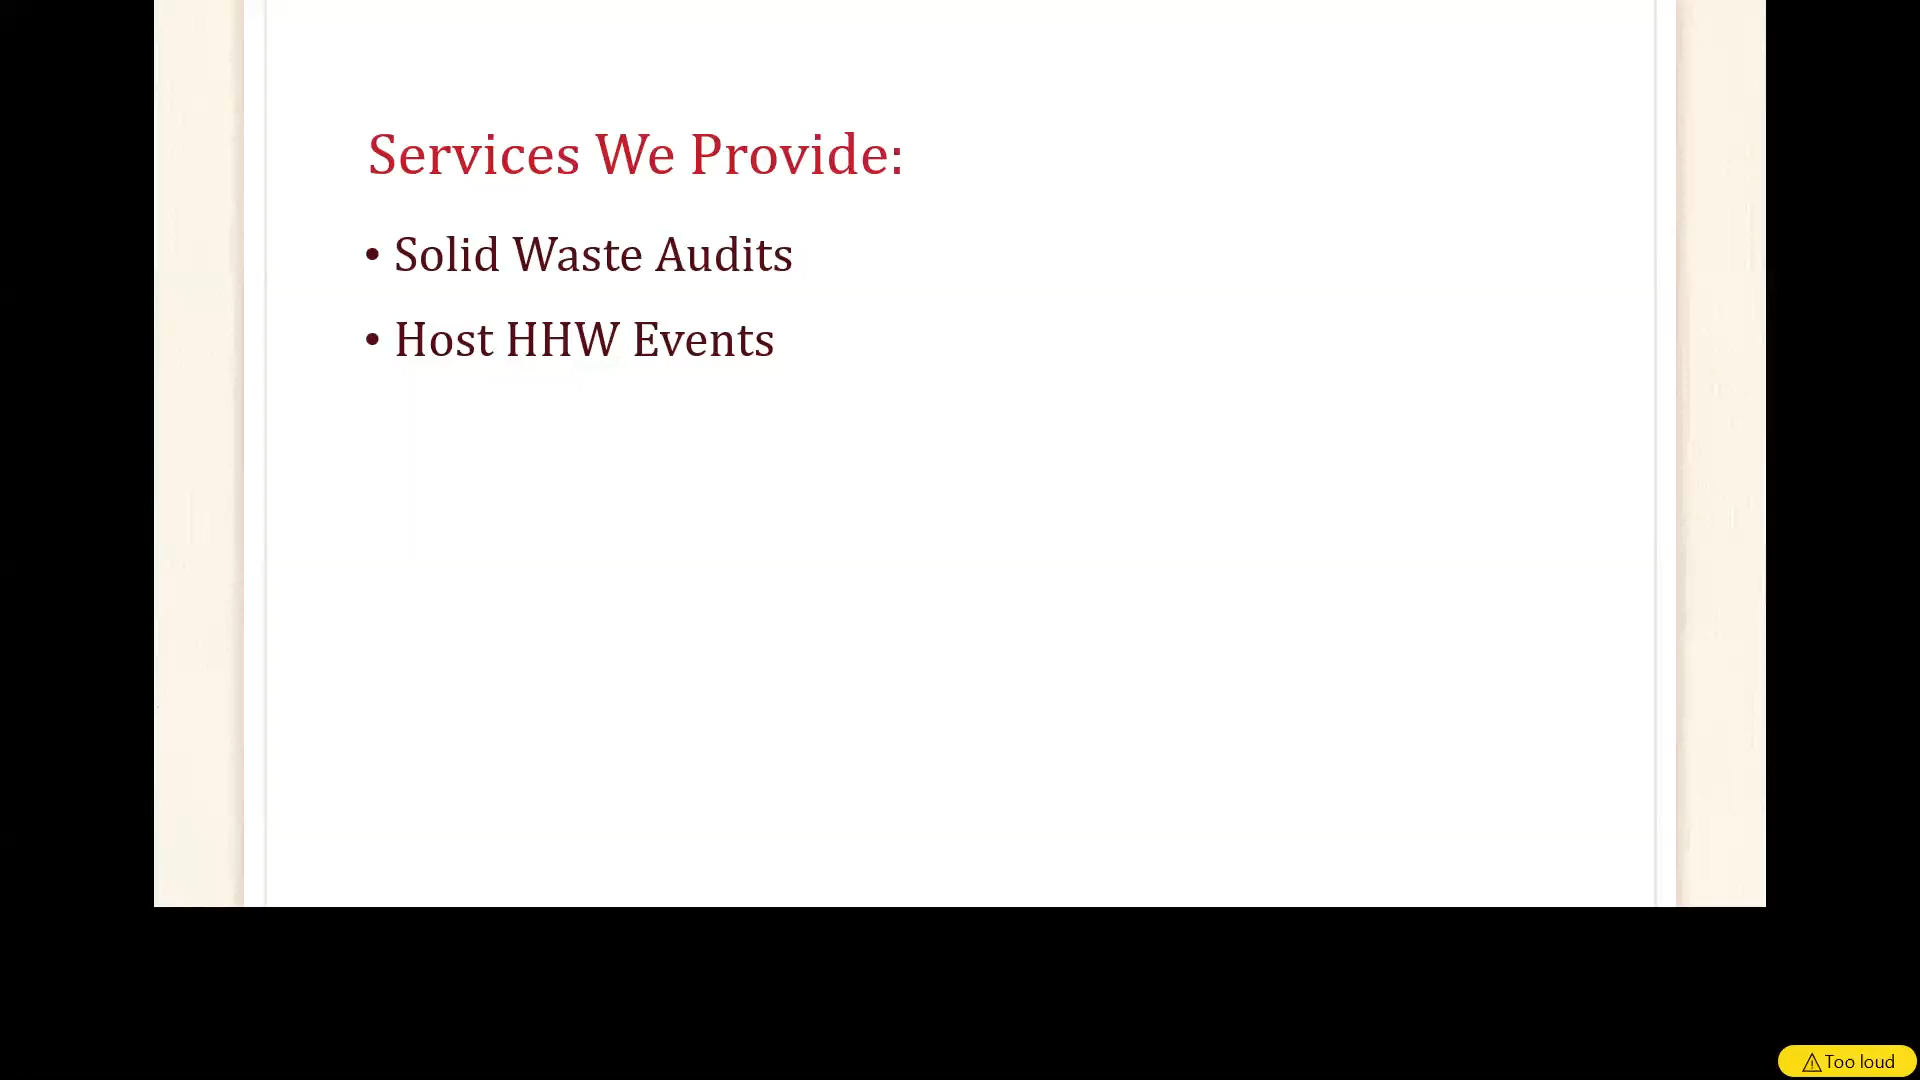 Services We Provide:
• Solid Waste Audits
• Host HHW Events
Too loud